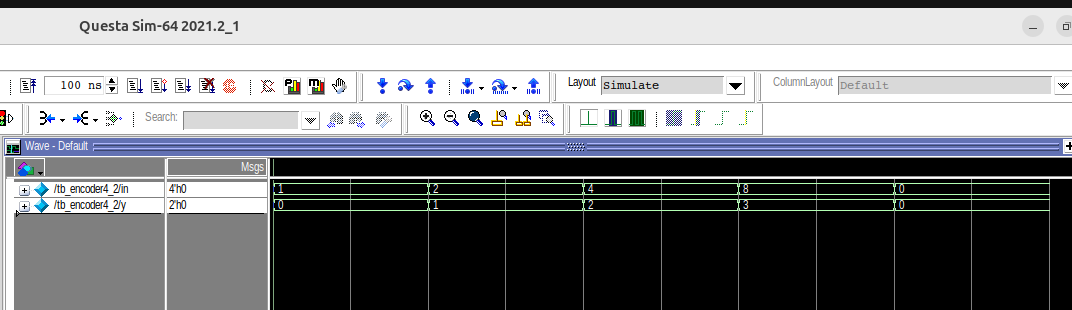 Questa Sim-64 2021.2_1
100 ns
Layout Simulate
ColumnLayout Default
Search:
Wave - Default
Msgs
/tb_encoder4_2/in 4'h0 1 2 4 8 0
/tb_encoder4_2/y 2'h0 0 1 2 3 0